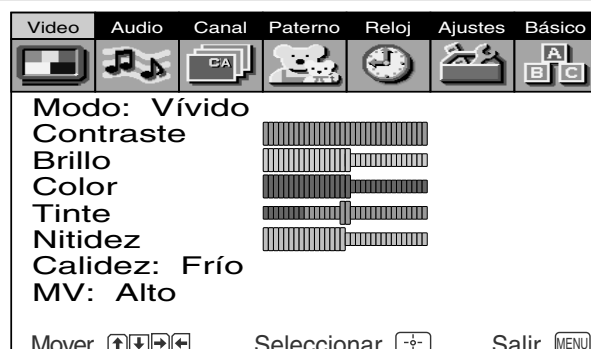 Video Audio Canal Paterno Reloj Ajustes Básico
CA A B C
Modo: Vívido
Contraste
Brillo
Color
Tinte
Nitidez
Calidez: Frío
MV: Alto
Mover Seleccionar Salir MENU